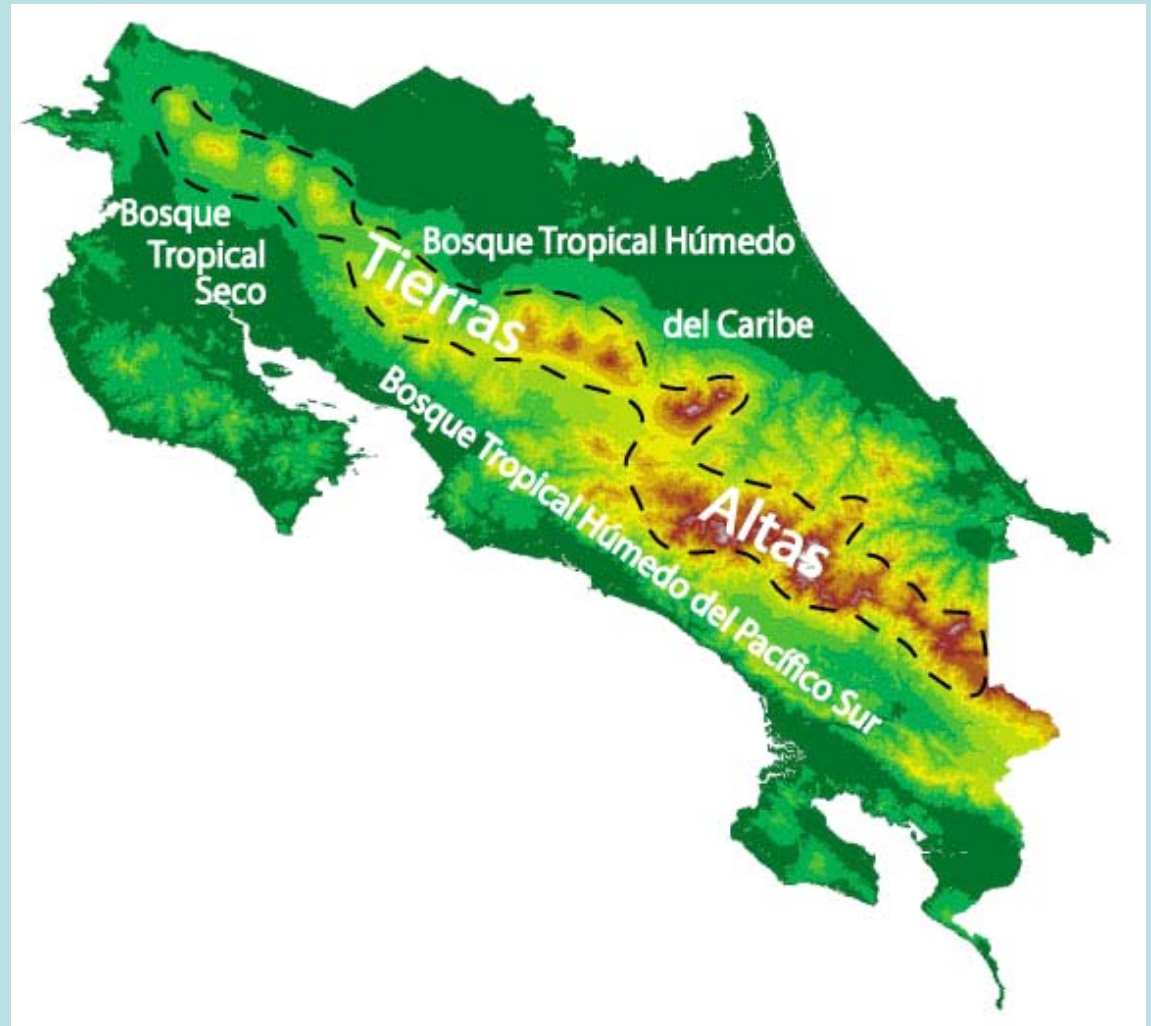 Bosque
Tropical
Seco
Bosque Tropical Húmedo
del Caribe
Tierras
Altas
Bosque Tropical Húmedo del Pacífico Sur